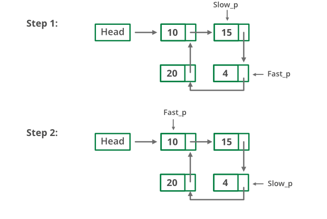 Slow_p
Step 1:
Head 10 15
20 4 Fast_p
Fast_p
Step 2:
Head 10 15
20 4 Slow_p